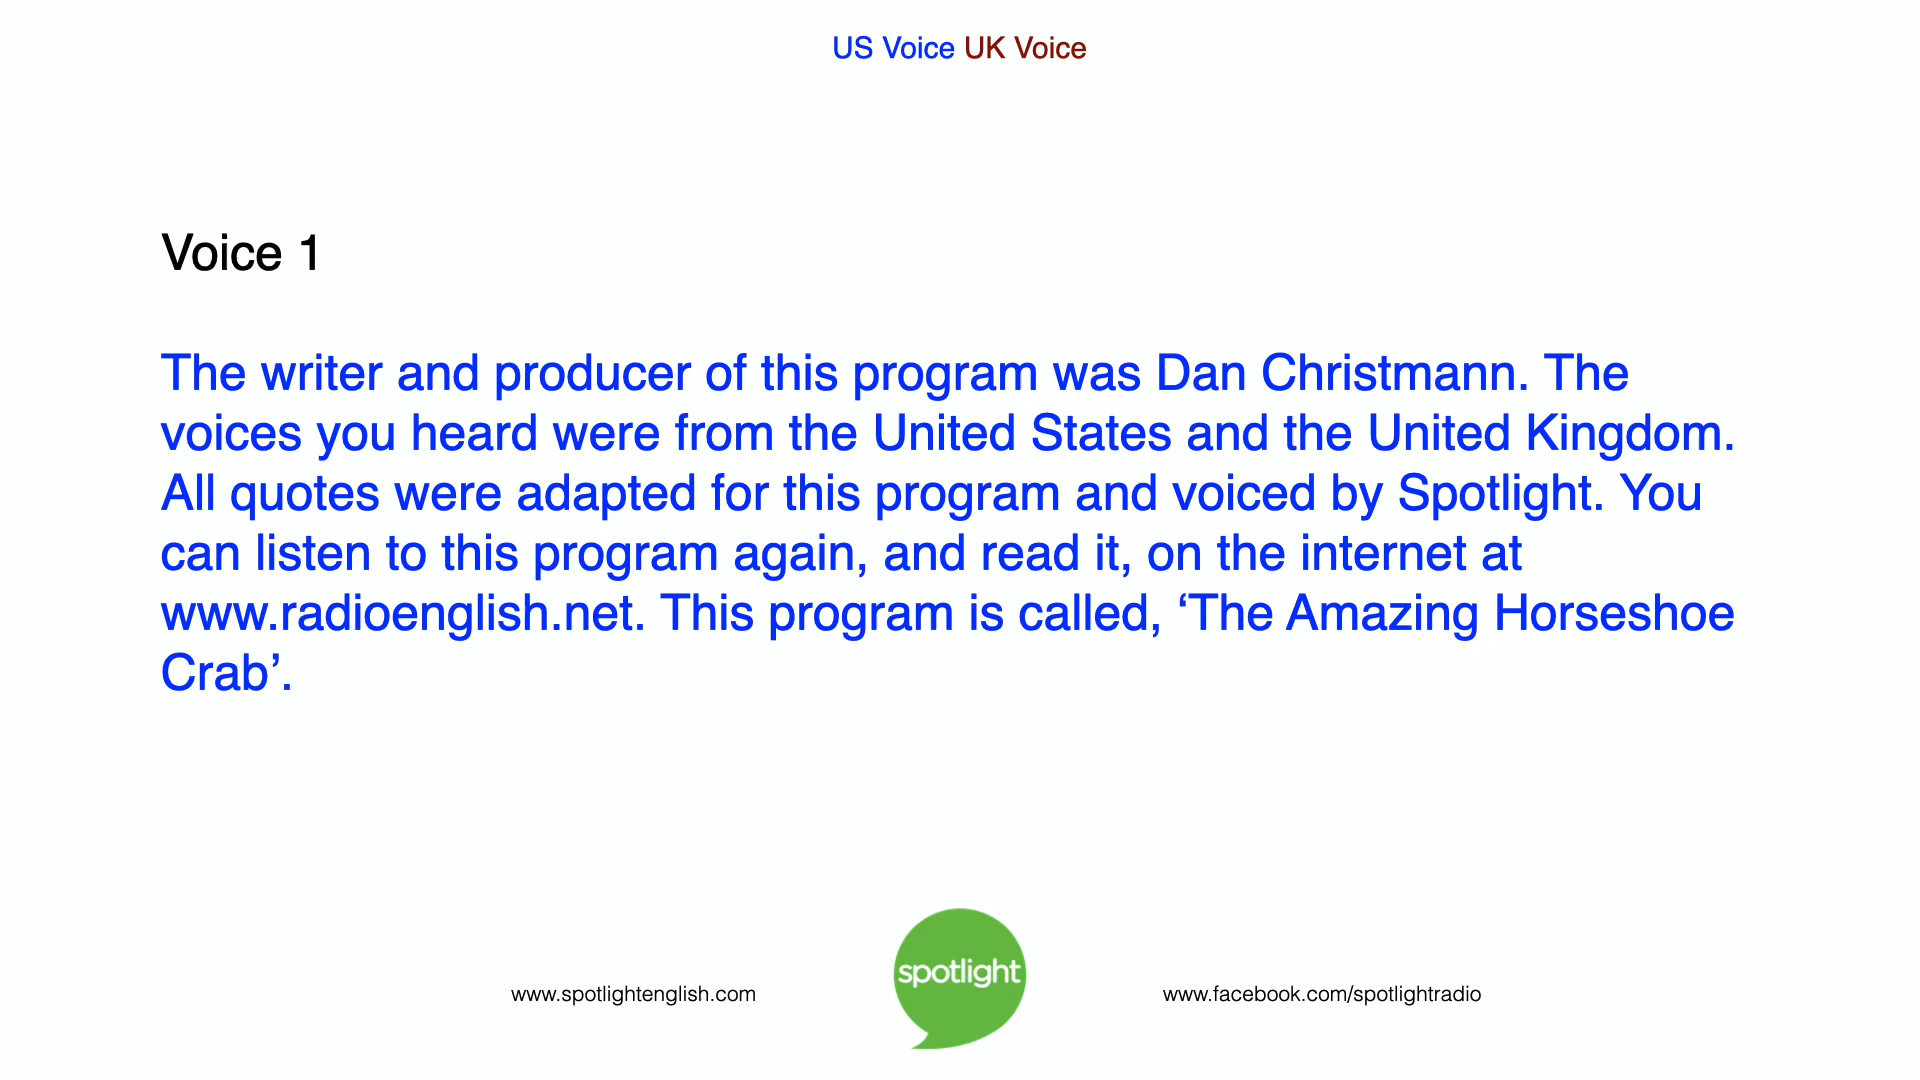 US Voice UK Voice
Voice 1
The writer and producer of this program was Dan Christmann. The
voices you heard were from the United States and the United Kingdom.
All quotes were adapted for this program and voiced by Spotlight. You
can listen to this program again, and read it, on the internet at
www.radioenglish.net. This program is called, ‘The Amazing Horseshoe
Crab’.
spotlight
www.spotlightenglish.com
www.facebook.com/spotlightradio